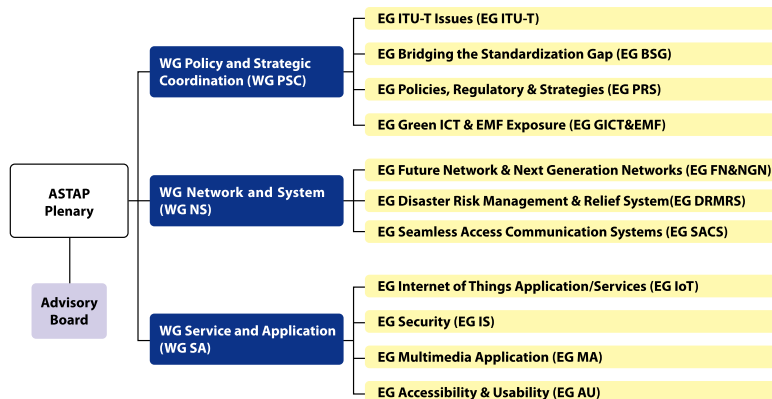 ASTAP
Plenary
Advisory
Board
WG Policy and Strategic
Coordination (WG PSC)
EG ITU-T Issues (EG ITU-T)
EG Bridging the Standardization Gap (EG BSG)
EG Policies, Regulatory & Strategies (EG PRS)
EG Green ICT & EMF Exposure (EG GICT&EMF)
WG Network and System
(WG NS)
EG Future Network & Next Generation Networks (EG FN&NGN)
EG Disaster Risk Management & Relief System(EG DRMRS)
EG Seamless Access Communication Systems (EG SACS)
WG Service and Application
(WG SA)
EG Internet of Things Application/Services (EG IoT)
EG Security (EG IS)
EG Multimedia Application (EG MA)
EG Accessibility & Usability (EG AU)